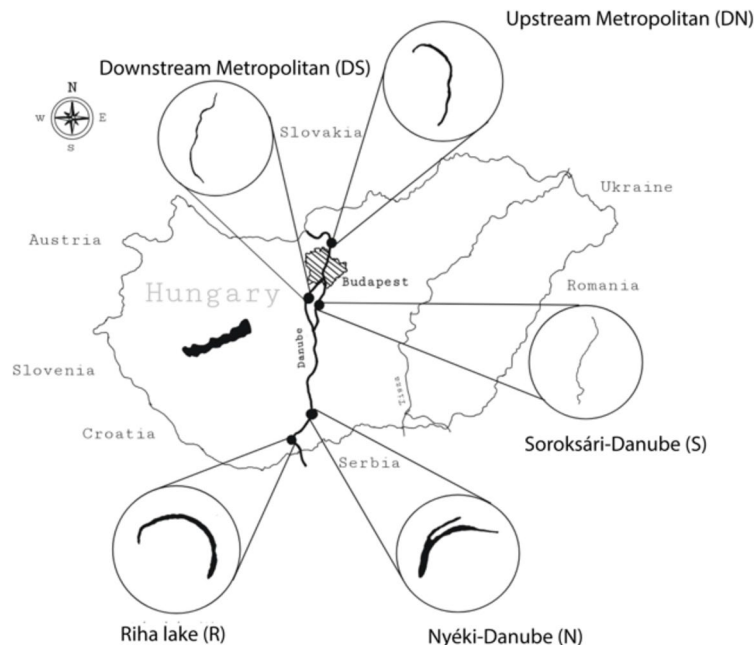 Upstream Metropolitan (DN)
Downstream Metropolitan (DS)
N
W E
S
Slovakia
Ukraine
Austria
Hungary
Budapest
Romania
Danube
Slovenia
Tisza
Croatia
Serbia
Soroksári-Danube (S)
Riha lake (R)
Nyéki-Danube (N)